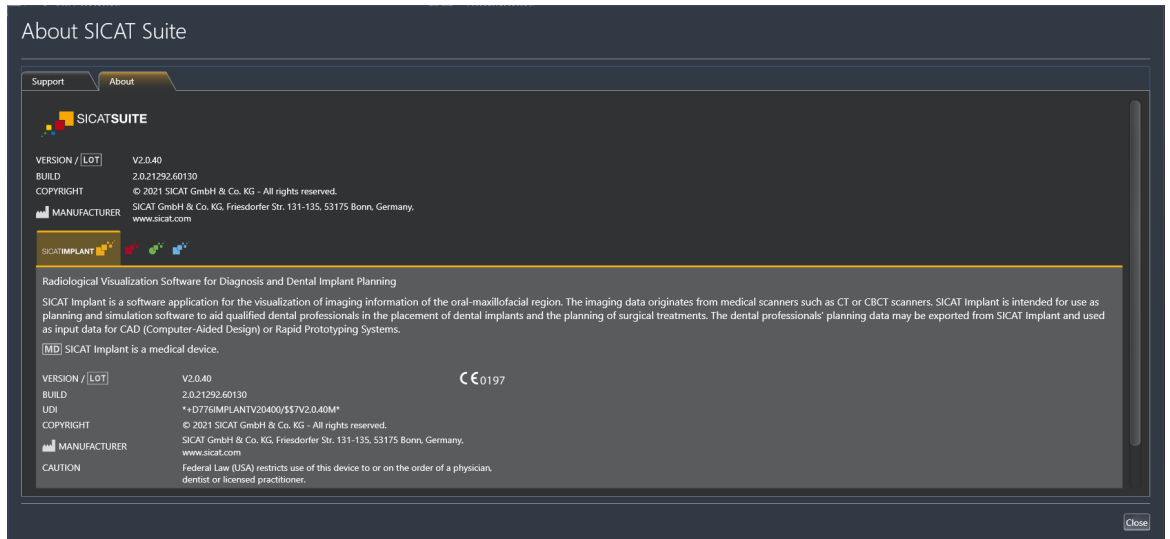 About SICAT Suite
Support
About
SICATSUITE
VERSION / LOT V2.0.40
BUILD 2.0.21292.60130
COPYRIGHT © 2021 SICAT GmbH & Co. KG - All rights reserved.
MANUFACTURER SICAT GmbH & Co. KG, Friesdorfer Str. 131-135, 53175 Bonn, Germany,
www.sicat.com
SICATIMPLANT
Radiological Visualization Software for Diagnosis and Dental Implant Planning
SICAT Implant is a software application for the visualization of imaging information of the oral-maxillofacial region. The imaging data originates from medical scanners such as CT or CBCT scanners. SICAT Implant is intended for use as
planning and simulation software to aid qualified dental professionals in the placement of dental implants and the planning of surgical treatments. The dental professionals' planning data may be exported from SICAT Implant and used
as input data for CAD (Computer-Aided Design) or Rapid Prototyping Systems.
MD SICAT Implant is a medical device.
VERSION / LOT V2.0.40 CE0197
BUILD 2.0.21292.60130
UDI *+D776IMPLANTV20400/$$7V2.0.40M*
COPYRIGHT © 2021 SICAT GmbH & Co. KG - All rights reserved.
MANUFACTURER SICAT GmbH & Co. KG, Friesdorfer Str. 131-135, 53175 Bonn, Germany,
www.sicat.com
CAUTION Federal Law (USA) restricts use of this device to or on the order of a physician,
dentist or licensed practitioner.
Close